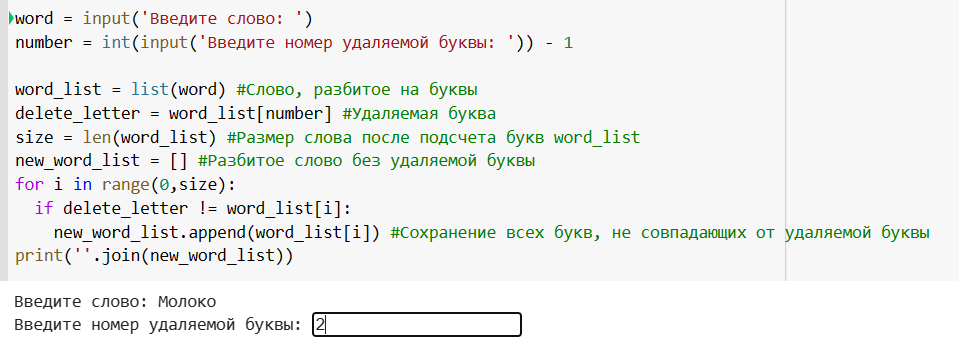 word = input('Введите слово: ')
number = int(input('Введите номер удаляемой буквы: ')) - 1

word_list = list(word) #Слово, разбитое на буквы
delete_letter = word_list[number] #Удаляемая буква
size = len(word_list) #Размер слова после подсчета букв word_list
new_word_list = [] #Разбитое слово без удаляемой буквы
for i in range(0,size):
  if delete_letter != word_list[i]:
    new_word_list.append(word_list[i]) #Сохранение всех букв, не совпадающих от удаляемой буквы
print(''.join(new_word_list))
Введите слово: Молоко
Введите номер удаляемой буквы: 2